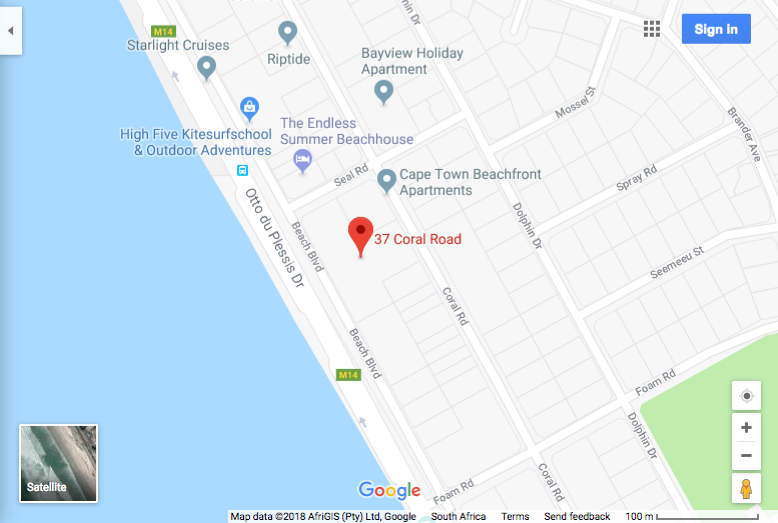 M14
Starlight Cruises
Riptide
Dolphin Dr
Sign in
Bayview Holiday
Apartment
Mossel St
Brander Ave
High Five Kitesurfschool
& Outdoor Adventures
The Endless
Summer Beachhouse
Seal Rd
Cape Town Beachfront
Apartments
Spray Rd
Otto du Plessis Dr
Beach Blvd
37 Coral Road
Dolphin Dr
Seemeeu St
Coral Rd
Beach Blvd
M14
Foam Rd
Dolphin Dr
Satellite
Google
Foam Rd
Coral Rd
Map data ©2018 AfriGIS (Pty) Ltd, Google South Africa Terms Send feedback 100 m